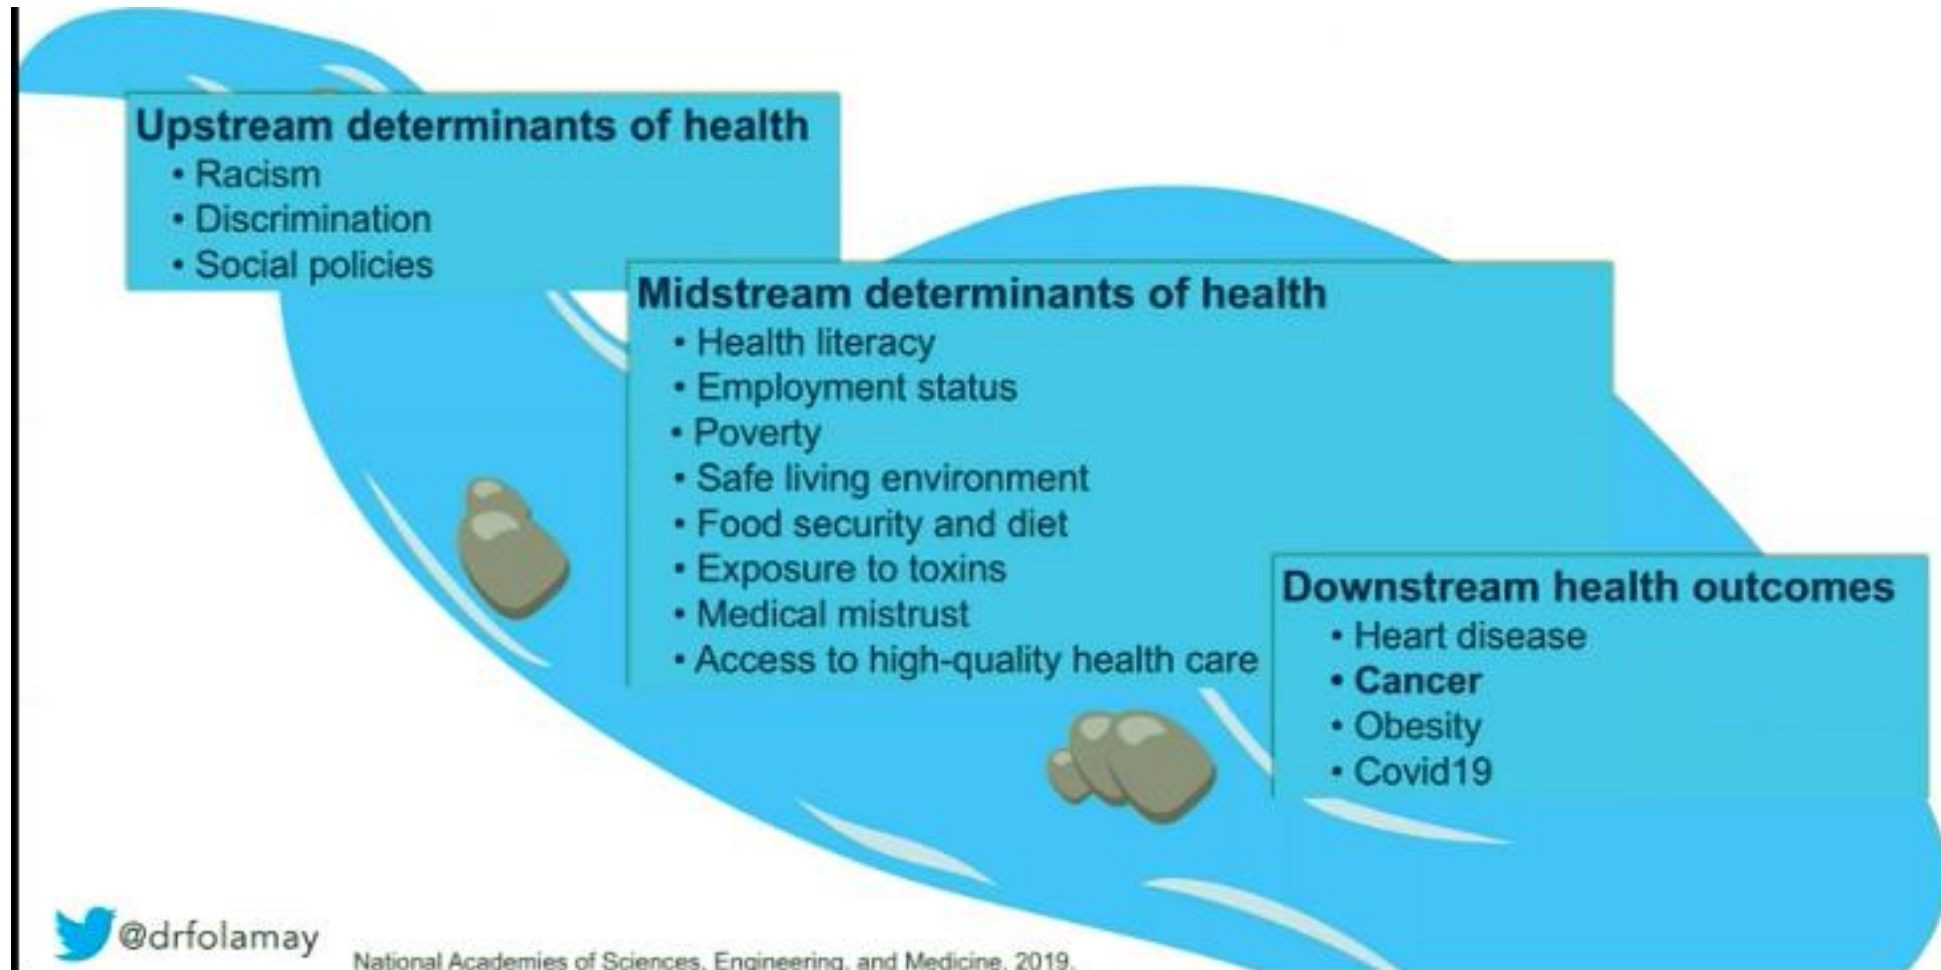 Upstream determinants of health
• Racism
• Discrimination
• Social policies
Midstream determinants of health
• Health literacy
• Employment status
• Poverty
• Safe living environment
• Food security and diet
• Exposure to toxins
• Medical mistrust
• Access to high-quality health care
Downstream health outcomes
• Heart disease
• Cancer
• Obesity
• Covid19
@drfolamay
National Academies of Sciences, Engineering, and Medicine, 2019.